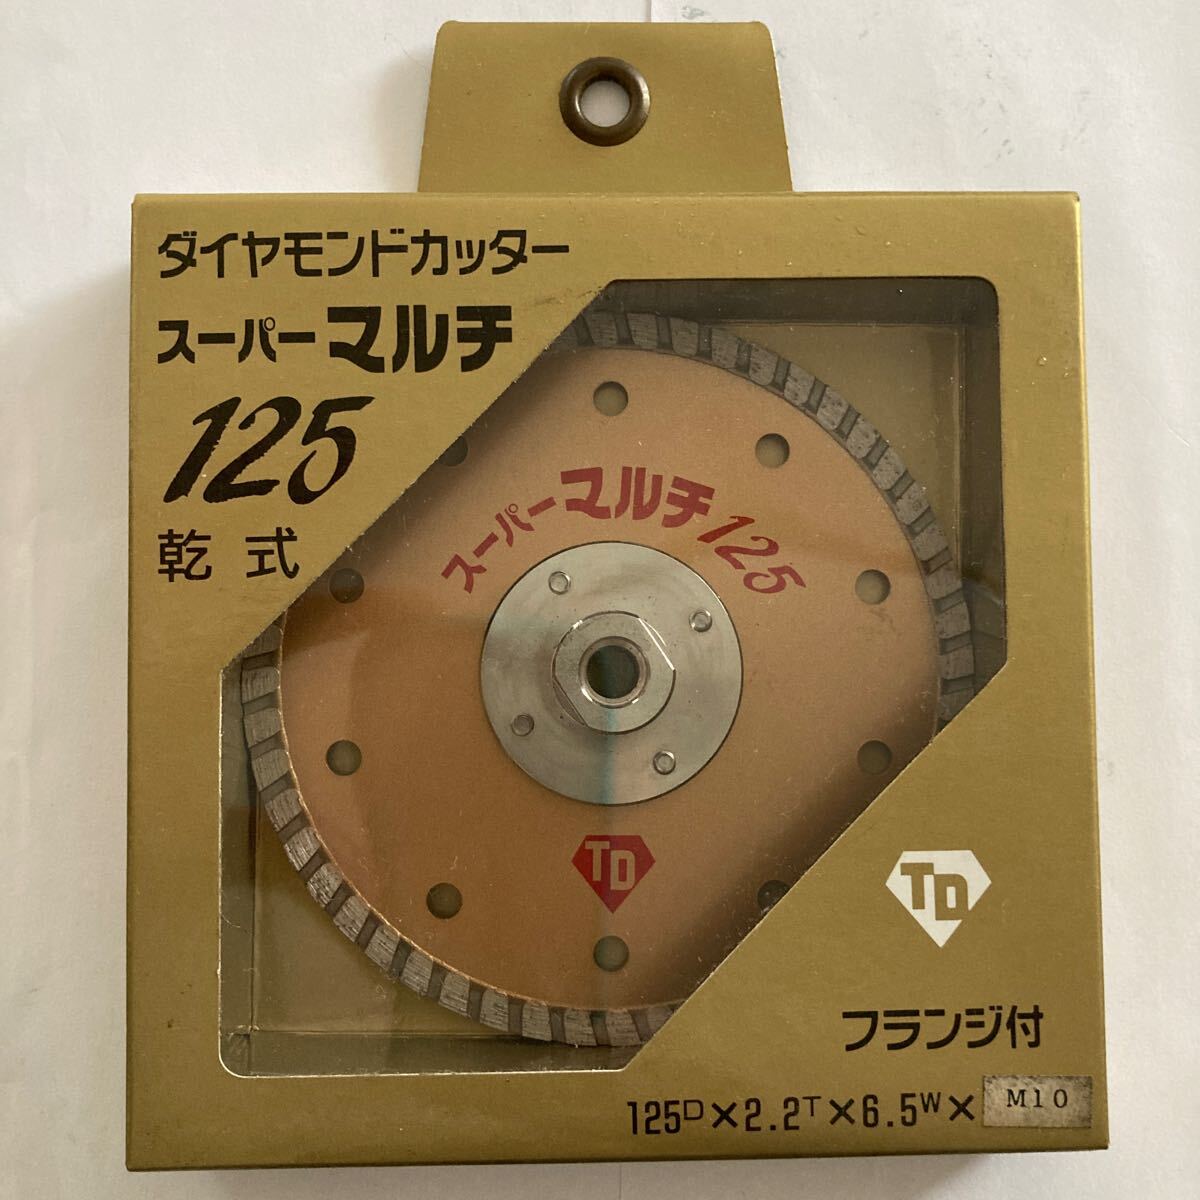 ダイヤモンドカッター
スーパーマルチ
125
乾式
スーパーマルチ125
TD
TD
フランジ付
125D×2.2T×6.5W× M10